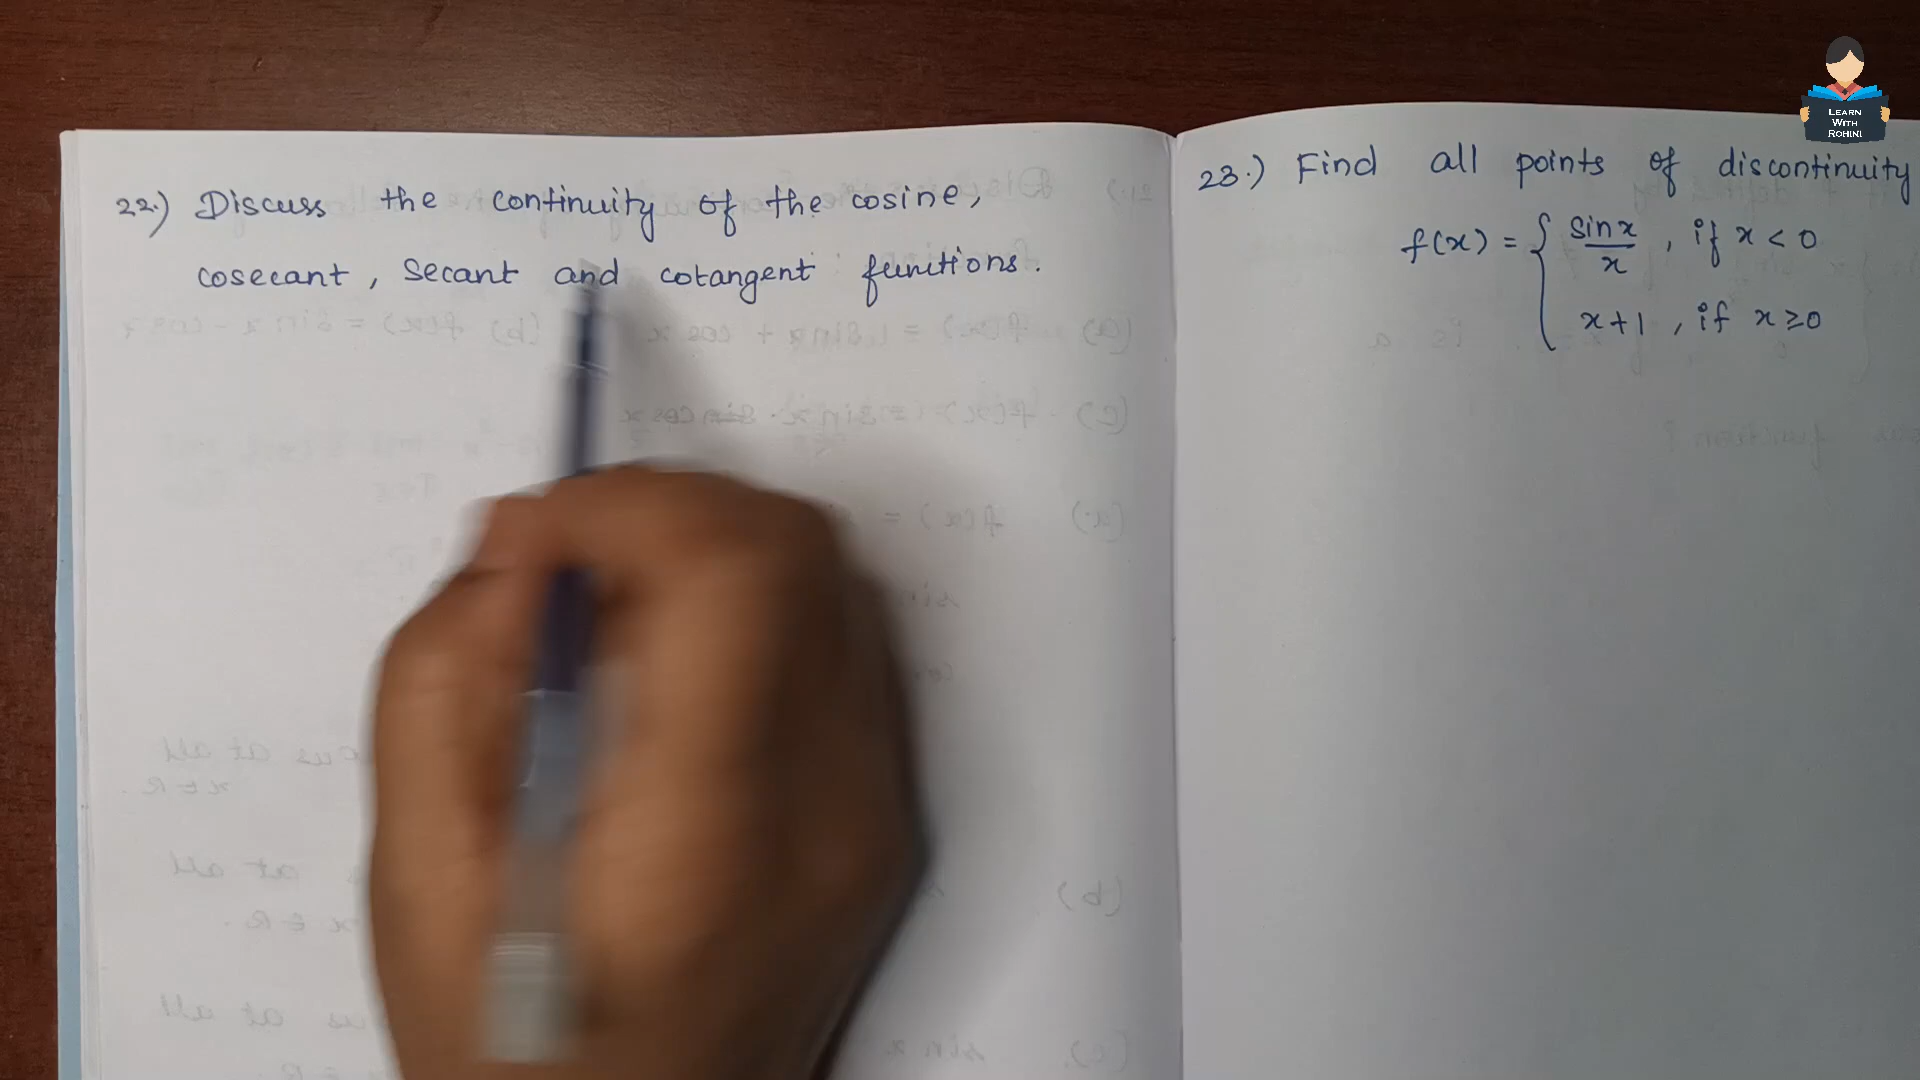 22.) Discuss the continuity of the cosine,
cosecant, secant and cotangent funitions.
23.) Find all points of discontinuity
f(x) = { sin x / x , if x < 0
x+1 , if x ≥ 0
LEARN
WITH
ROHINI